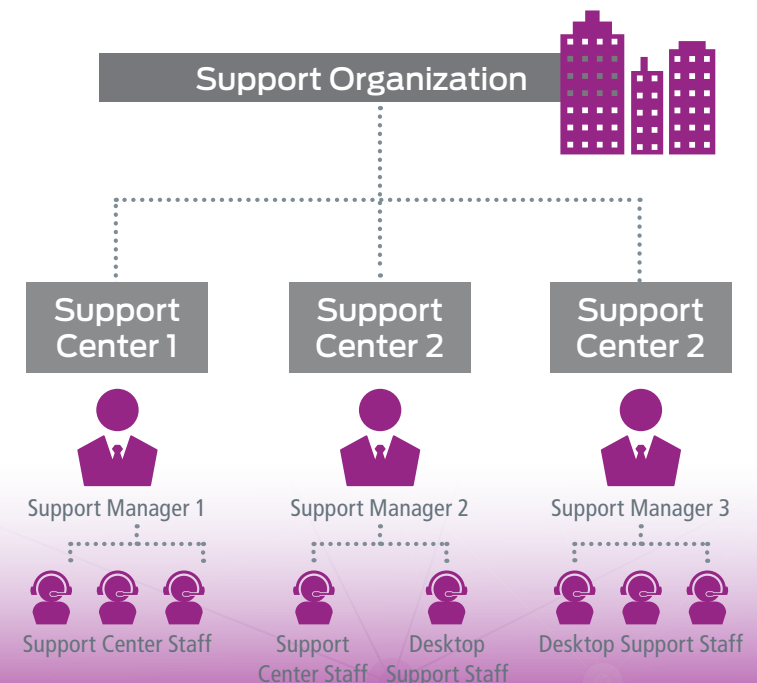 Support Organization
Support
Center 1
Support
Center 2
Support
Center 2
Support Manager 1
Support Manager 2
Support Manager 3
Support Center Staff
Support
Center Staff
Desktop
Support Staff
Desktop Support Staff